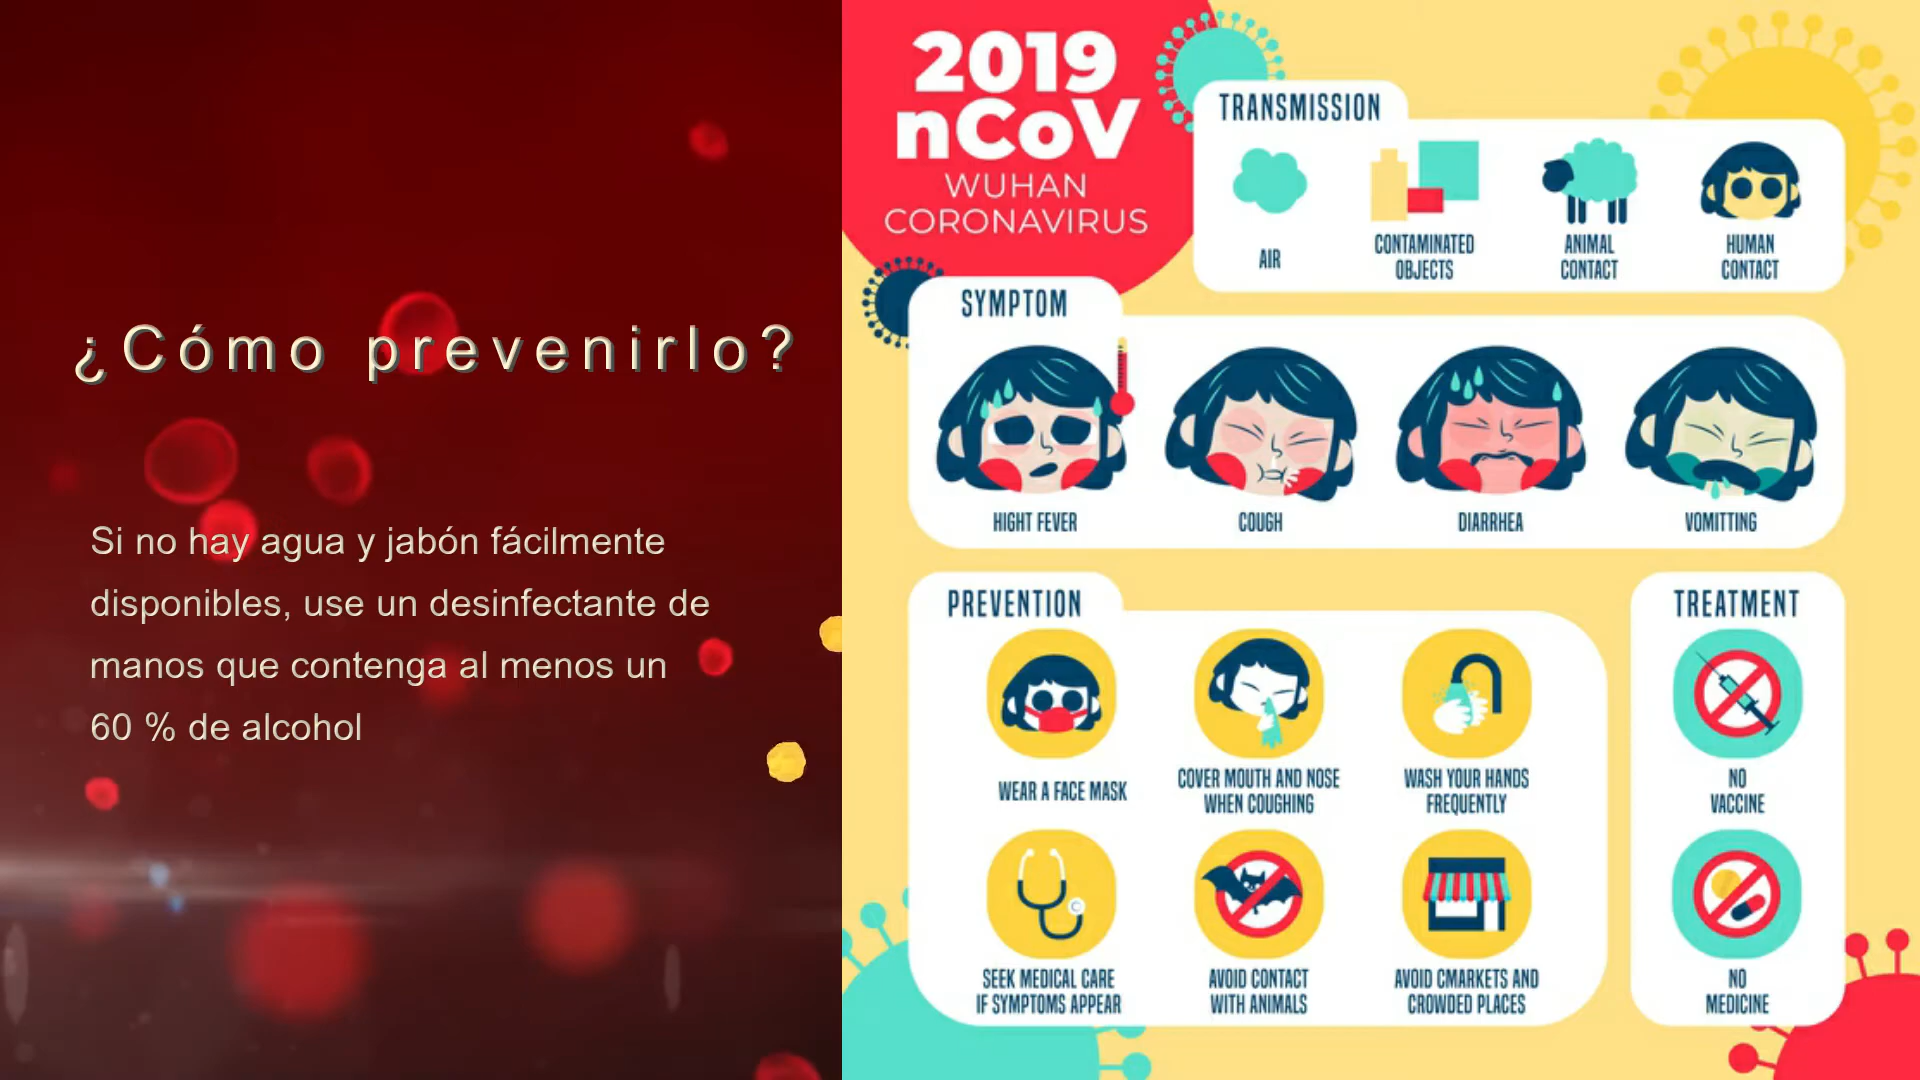 ¿Cómo prevenirlo?
Si no hay agua y jabón fácilmente
disponibles, use un desinfectante de
manos que contenga al menos un
60 % de alcohol
2019
nCoV
WUHAN
CORONAVIRUS
TRANSMISSION
AIR
CONTAMINATED
OBJECTS
ANIMAL
CONTACT
HUMAN
CONTACT
SYMPTOM
HIGHT FEVER
COUGH
DIARRHEA
VOMITTING
PREVENTION
WEAR A FACE MASK
COVER MOUTH AND NOSE
WHEN COUGHING
WASH YOUR HANDS
FREQUENTLY
SEEK MEDICAL CARE
IF SYMPTOMS APPEAR
AVOID CONTACT
WITH ANIMALS
AVOID CMARKETS AND
CROWDED PLACES
TREATMENT
NO
VACCINE
NO
MEDICINE